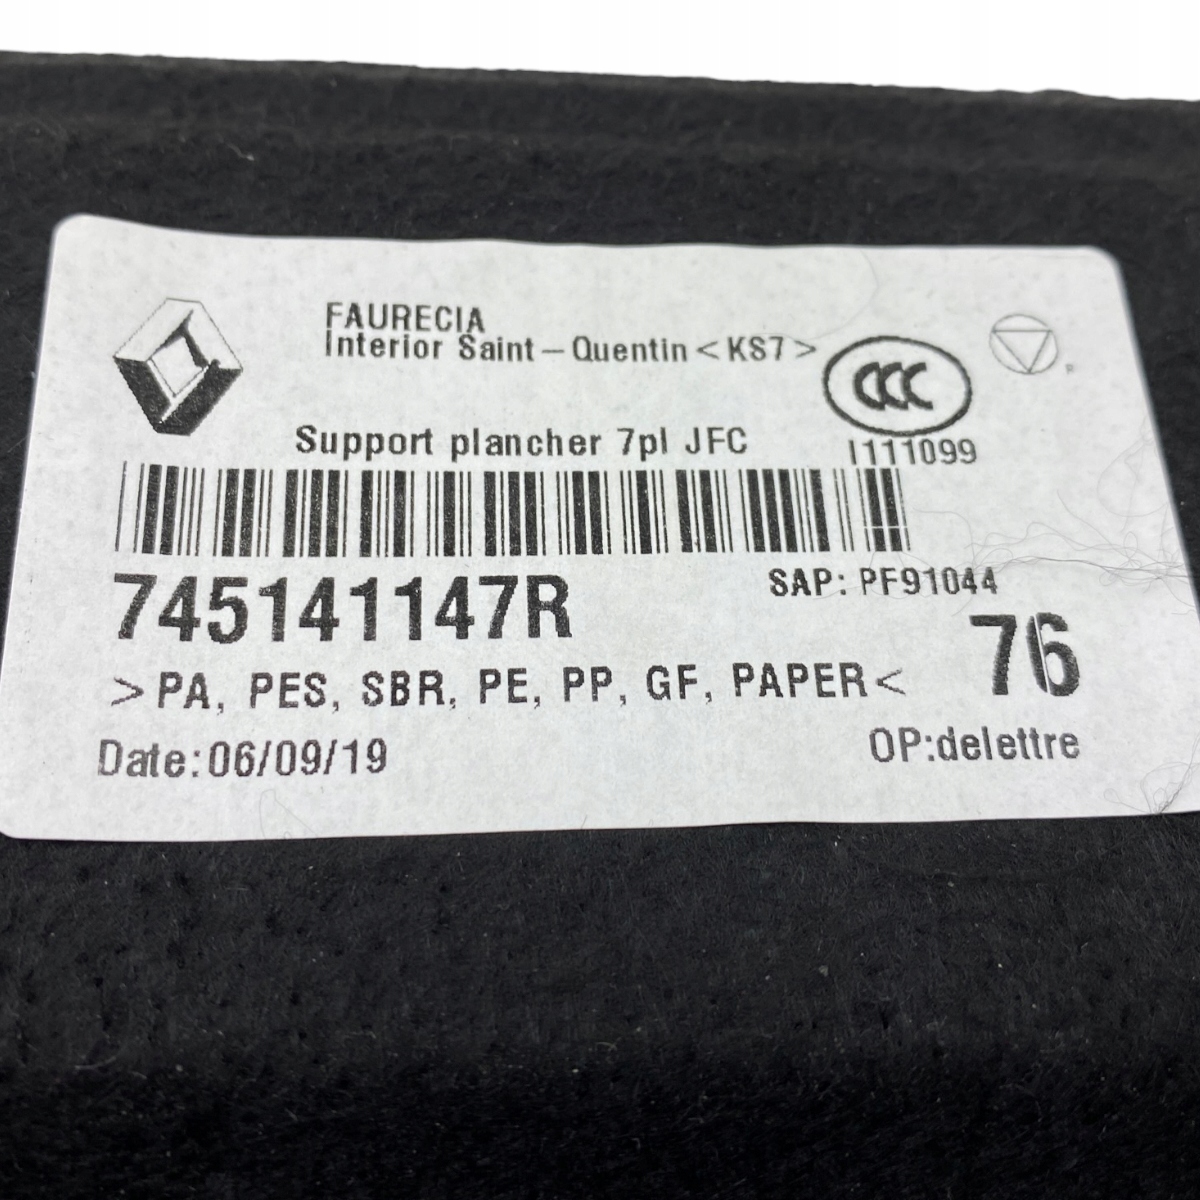 FAURECIA
Interior Saint-Quentin <KS7>
CCC
Support plancher 7pl JFC
I111099
745141147R
SAP: PF91044
76
>PA, PES, SBR, PE, PP, GF, PAPER<
Date:06/09/19
OP:delettre